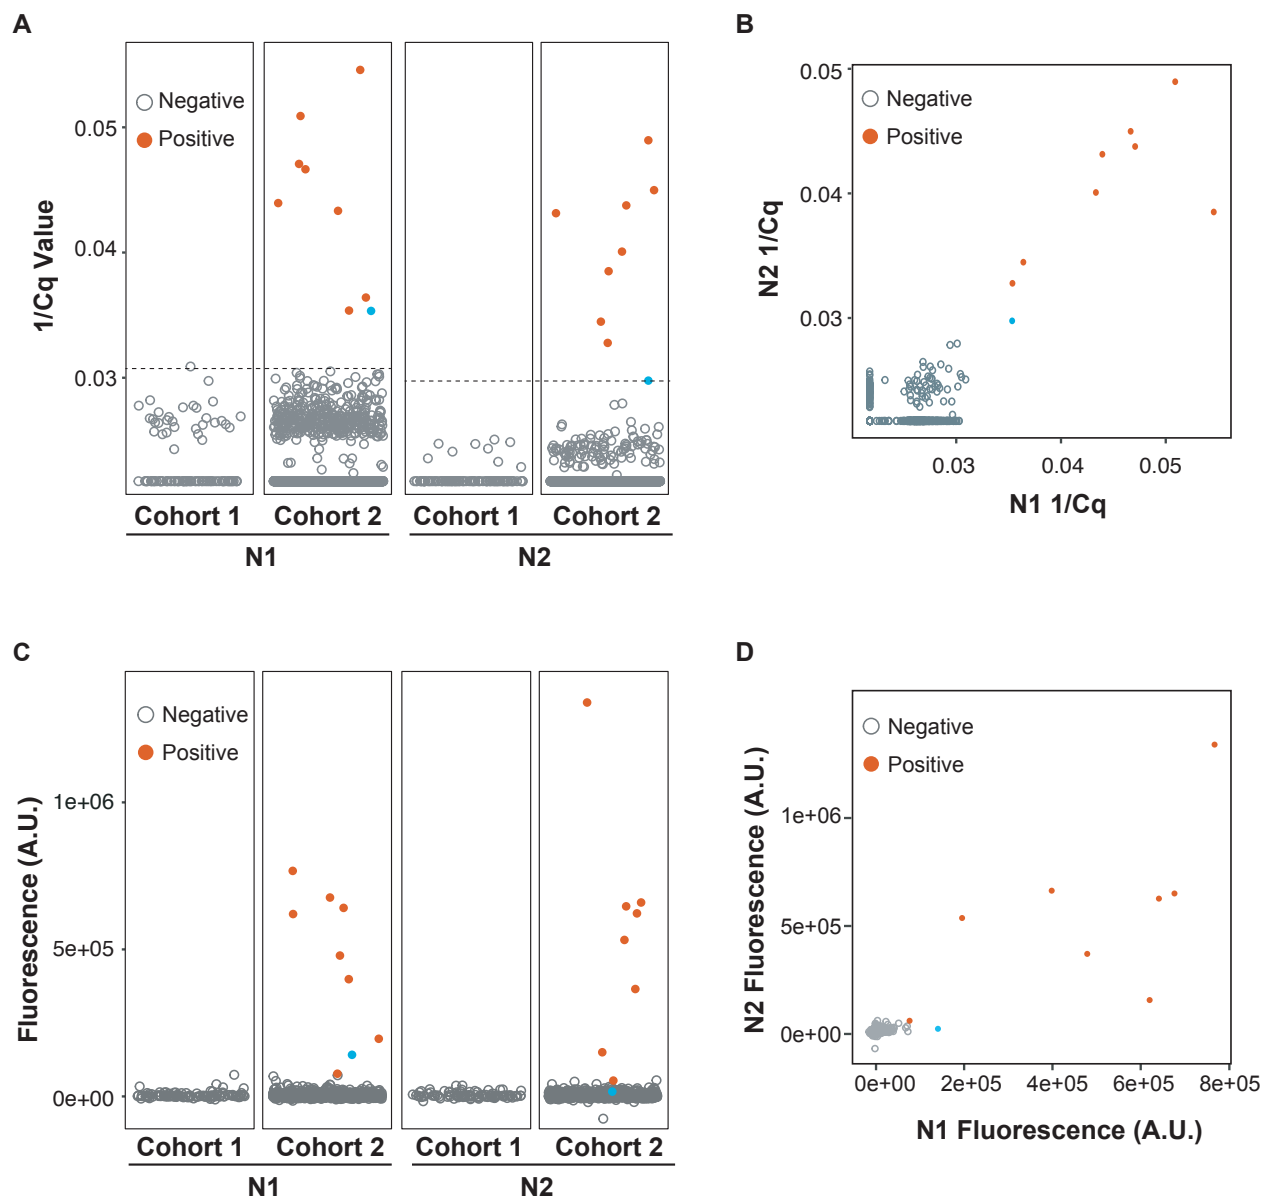 A
1/Cq Value
0.05
0.04
0.03
Negative
Positive
Cohort 1
Cohort 2
Cohort 1
Cohort 2
N1
N2
B
N2 1/Cq
0.05
0.04
0.03
Negative
Positive
0.03
0.04
0.05
N1 1/Cq
C
Fluorescence (A.U.)
1e+06
5e+05
0e+00
Negative
Positive
Cohort 1
Cohort 2
Cohort 1
Cohort 2
N1
N2
D
N2 Fluorescence (A.U.)
1e+06
5e+05
0e+00
Negative
Positive
0e+00
2e+05
4e+05
6e+05
8e+05
N1 Fluorescence (A.U.)